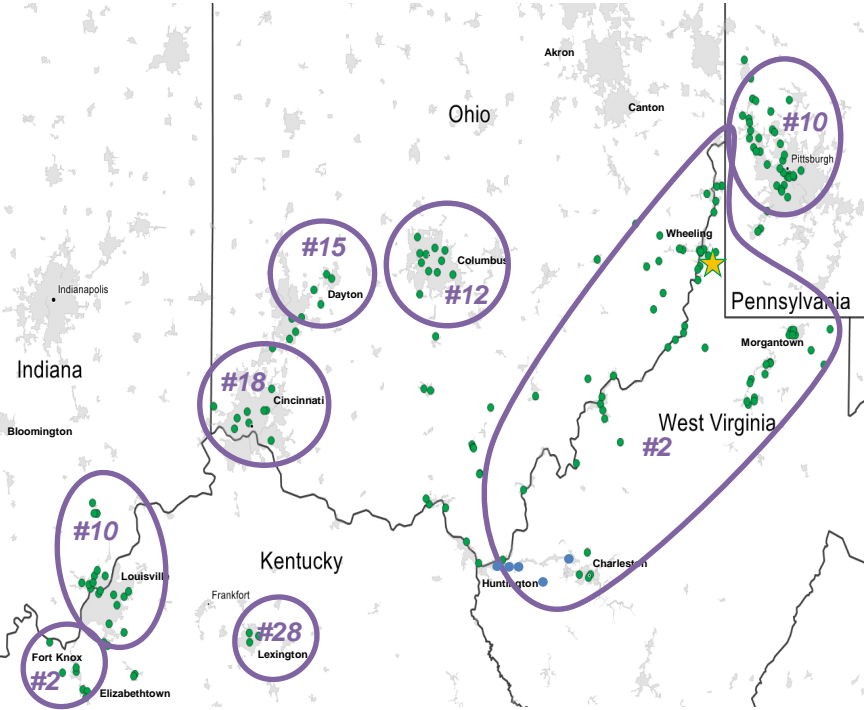 Akron
Canton
Ohio
#10
Pittsburgh
Wheeling
#15
Columbus
#12
Dayton
Indianapolis
Pennsylvania
Morgantown
Indiana
#18
Cincinnati
West Virginia
#2
Bloomington
#10
Louisville
Kentucky
Charleston
Huntington
Frankfort
#28
Lexington
Fort Knox
#2
Elizabethtown